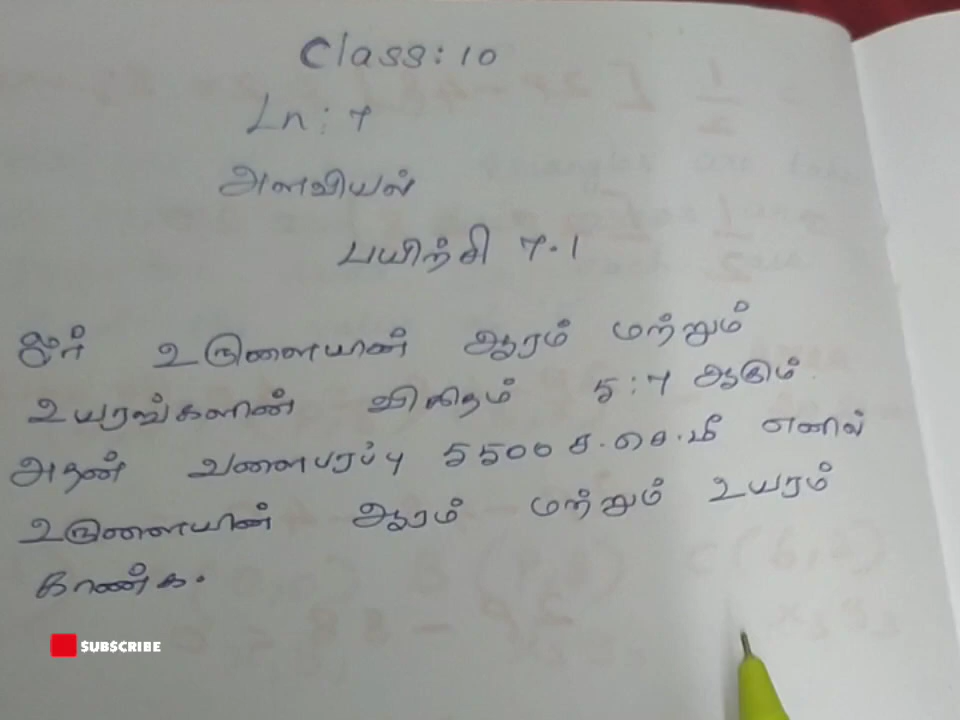 Class: 10
Ln: 7
அளவியல்
பயிற்சி 7.1
ஓர் உருளையின் ஆரம் மற்றும்
உயரங்களின் விகிதம் 5:7 ஆகும்.
அதன் வளைபரப்பு 5500 ச.செ.மீ எனில்
உருளையின் ஆரம் மற்றும் உயரம்
காண்க.
SUBSCRIBE